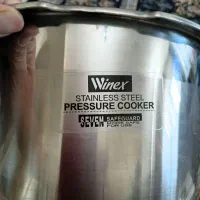 Winex
STAINLESS STEEL
PRESSURE COOKER
SEVEN SAFEGUARD